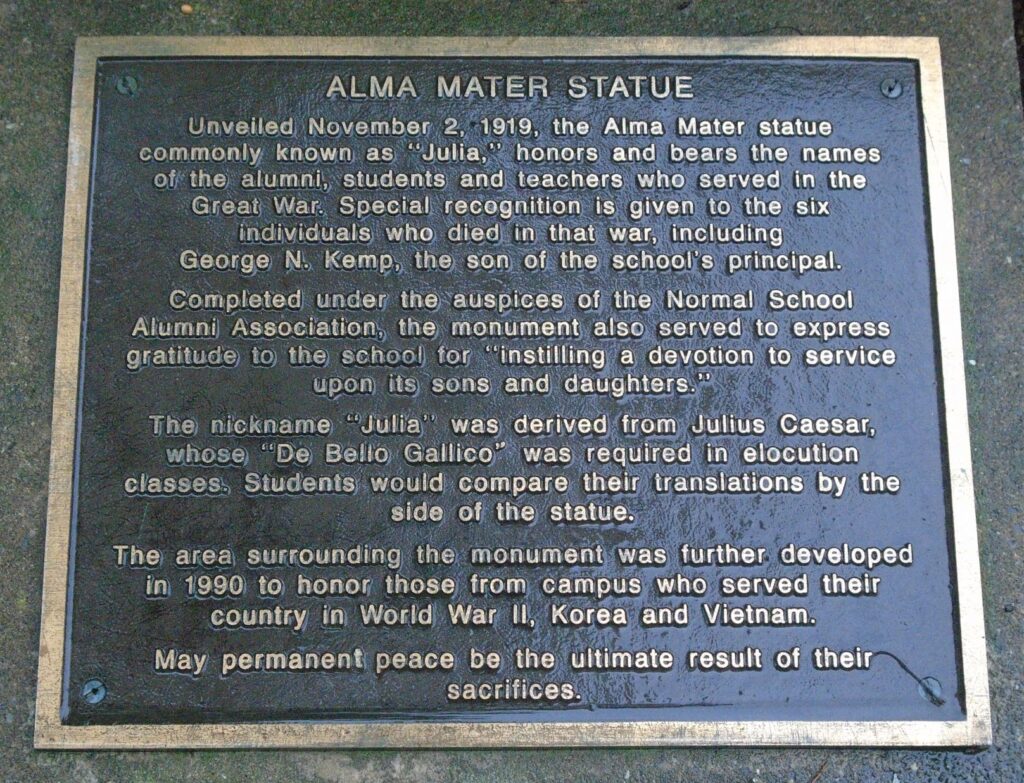 ALMA MATER STATUE
Unveiled November 2, 1919, the Alma Mater statue
commonly known as "Julia," honors and bears the names
of the alumni, students and teachers who served in the
Great War. Special recognition is given to the six
individuals who died in that war, including
George N. Kemp, the son of the school's principal.
Completed under the auspices of the Normal School
Alumni Association, the monument also served to express
gratitude to the school for "instilling a devotion to service
upon its sons and daughters."
The nickname "Julia" was derived from Julius Caesar,
whose "De Bello Gallico" was required in elocution
classes. Students would compare their translations by the
side of the statue.
The area surrounding the monument was further developed
in 1990 to honor those from campus who served their
country in World War II, Korea and Vietnam.
May permanent peace be the ultimate result of their
sacrifices.